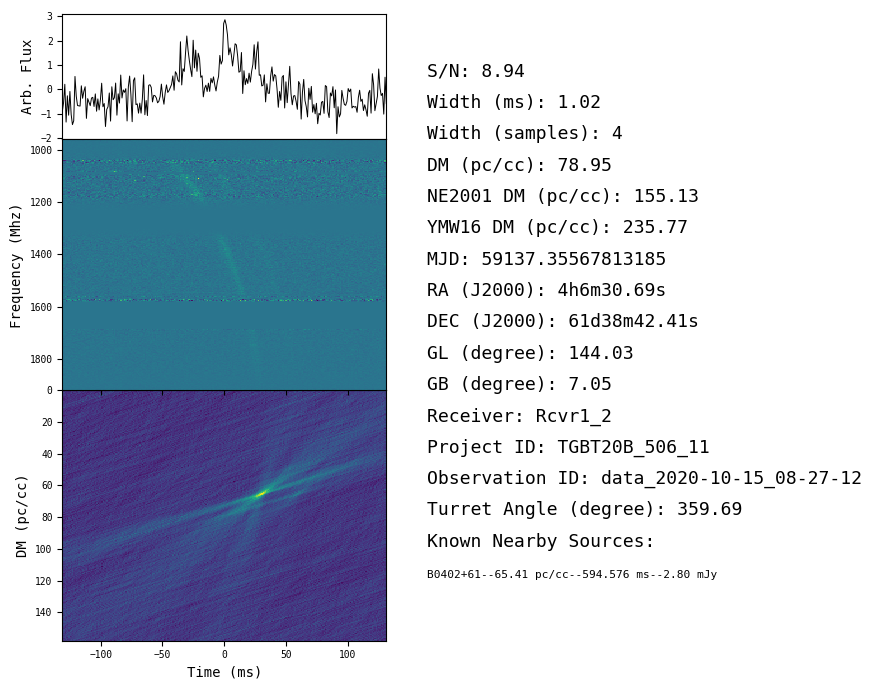 3
2
1
0
−1
−2
Arb. Flux
1000
1200
1400
1600
1800
Frequency (Mhz)
0
20
40
60
80
100
120
140
DM (pc/cc)
−100
−50
0
50
100
Time (ms)
S/N: 8.94
Width (ms): 1.02
Width (samples): 4
DM (pc/cc): 78.95
NE2001 DM (pc/cc): 155.13
YMW16 DM (pc/cc): 235.77
MJD: 59137.35567813185
RA (J2000): 4h6m30.69s
DEC (J2000): 61d38m42.41s
GL (degree): 144.03
GB (degree): 7.05
Receiver: Rcvr1_2
Project ID: TGBT20B_506_11
Observation ID: data_2020-10-15_08-27-12
Turret Angle (degree): 359.69
Known Nearby Sources:
B0402+61--65.41 pc/cc--594.576 ms--2.80 mJy